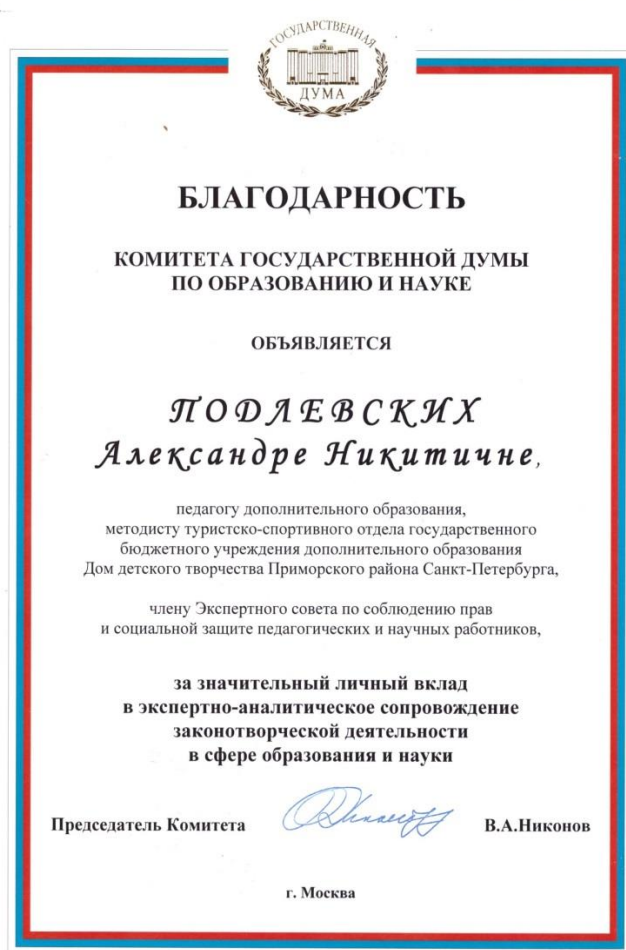 ГОСУДАРСТВЕННАЯ
ДУМА
БЛАГОДАРНОСТЬ
КОМИТЕТА ГОСУДАРСТВЕННОЙ ДУМЫ
ПО ОБРАЗОВАНИЮ И НАУКЕ
ОБЪЯВЛЯЕТСЯ
ПОДЛЕВСКИХ
Александре Никитичне,
педагогу дополнительного образования,
методисту туристско-спортивного отдела государственного
бюджетного учреждения дополнительного образования
Дом детского творчества Приморского района Санкт-Петербурга,
члену Экспертного совета по соблюдению прав
и социальной защите педагогических и научных работников,
за значительный личный вклад
в экспертно-аналитическое сопровождение
законотворческой деятельности
в сфере образования и науки
Председатель Комитета В.А.Никонов
г. Москва